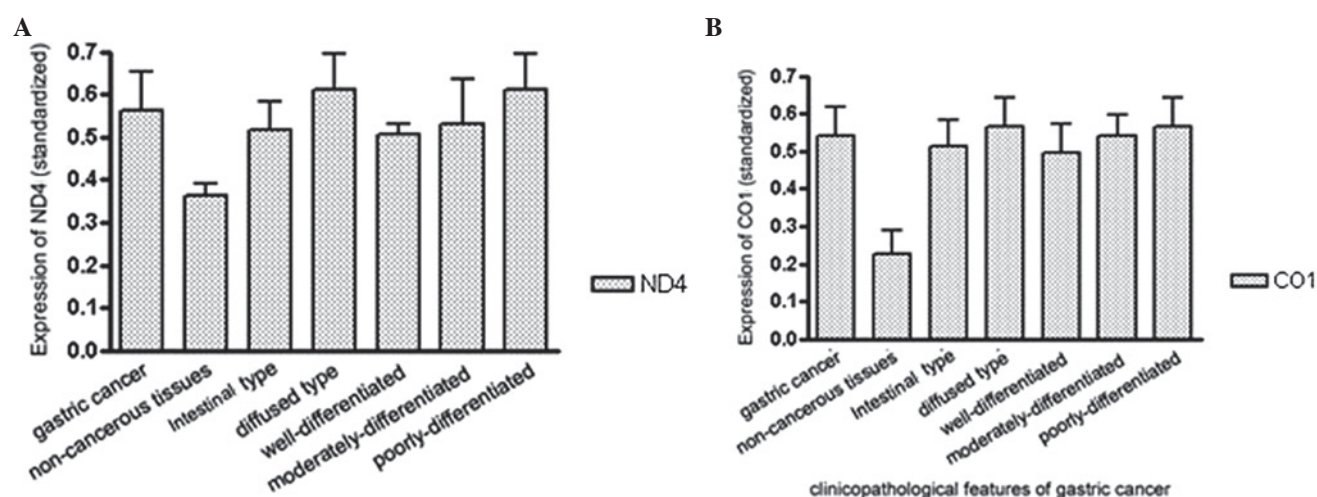 A
Expression of ND4 (standardized)
0.7
0.6
0.5
0.4
0.3
0.2
0.1
0.0
gastric cancer
non-cancerous tissues
Intestinal type
diffused type
well-differentiated
moderately-differentiated
poorly-differentiated
ND4
B
Expression of CO1 (standardized)
0.7
0.6
0.5
0.4
0.3
0.2
0.1
0.0
gastric cancer
non-cancerous tissues
Intestinal type
diffused type
well-differentiated
moderately-differentiated
poorly-differentiated
CO1
clinicopathological features of gastric cancer